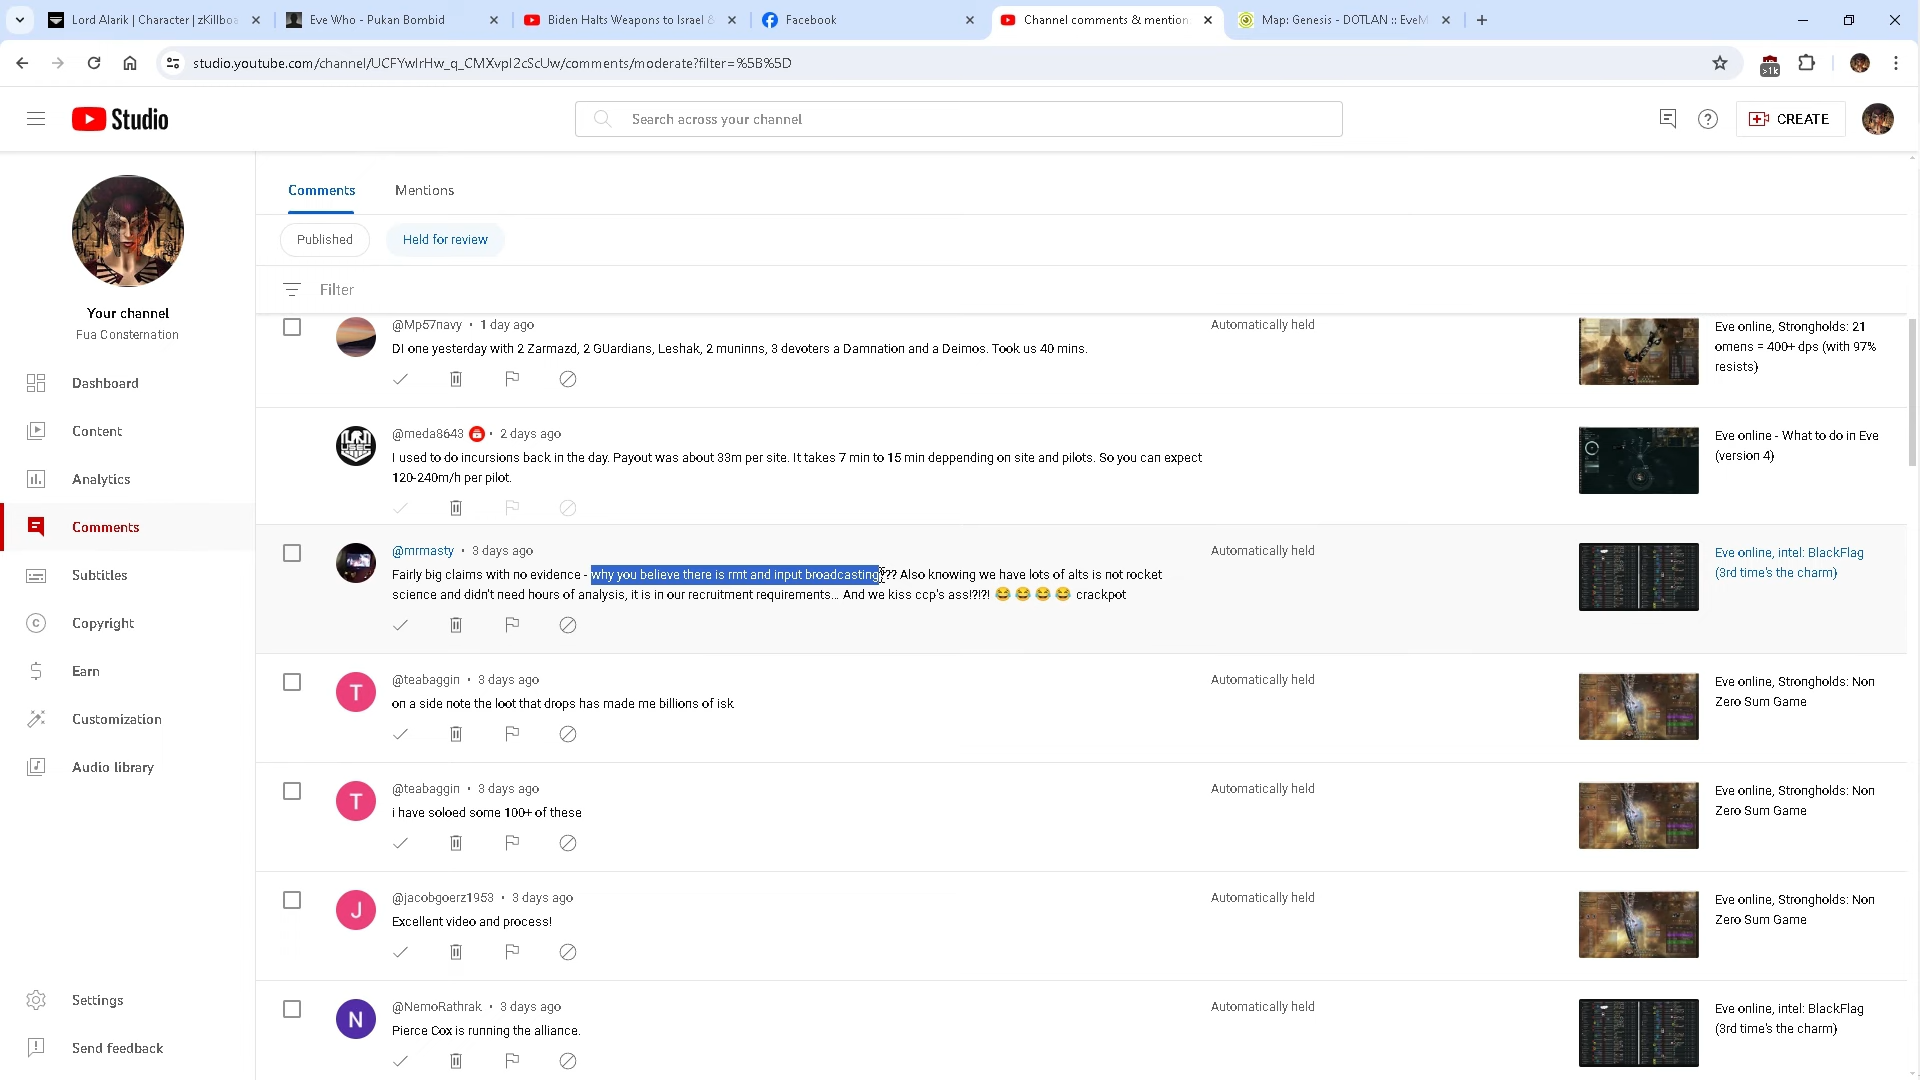 Lord Alarik | Character | zKillboa
Eve Who - Pukan Bombid
Biden Halts Weapons to Israel &
Facebook
Channel comments & mention
Map: Genesis - DOTLAN :: EveM
studio.youtube.com/channel/UCFYwIrHw_q_CMXvpI2cScUw/comments/moderate?filter=%5B%5D
>1k
Studio
Search across your channel
CREATE
Your channel
Fua Consternation
Dashboard
Content
Analytics
Comments
Subtitles
Copyright
Earn
Customization
Audio library
Settings
Send feedback
Comments
Mentions
Published
Held for review
Filter
@Mp57navy • 1 day ago
DI one yesterday with 2 Zarmazd, 2 GUardians, Leshak, 2 muninns, 3 devoters a Damnation and a Deimos. Took us 40 mins.
Automatically held
Eve online, Strongholds: 21
omens = 400+ dps (with 97%
resists)
@meda8643 • 2 days ago
I used to do incursions back in the day. Payout was about 33m per site. It takes 7 min to 15 min deppending on site and pilots. So you can expect
120-240m/h per pilot.
Eve online - What to do in Eve
(version 4)
@mrmasty • 3 days ago
Fairly big claims with no evidence - why you believe there is rmt and input broadcasting??? Also knowing we have lots of alts is not rocket
science and didn't need hours of analysis, it is in our recruitment requirements... And we kiss ccp's ass!?!?! 😂 😂 😂 😂 crackpot
Automatically held
Eve online, intel: BlackFlag
(3rd time's the charm)
T
@teabaggin • 3 days ago
on a side note the loot that drops has made me billions of isk
Automatically held
Eve online, Strongholds: Non
Zero Sum Game
T
@teabaggin • 3 days ago
i have soloed some 100+ of these
Automatically held
Eve online, Strongholds: Non
Zero Sum Game
J
@jacobgoerz1953 • 3 days ago
Excellent video and process!
Automatically held
Eve online, Strongholds: Non
Zero Sum Game
N
@NemoRathrak • 3 days ago
Pierce Cox is running the alliance.
Automatically held
Eve online, intel: BlackFlag
(3rd time's the charm)